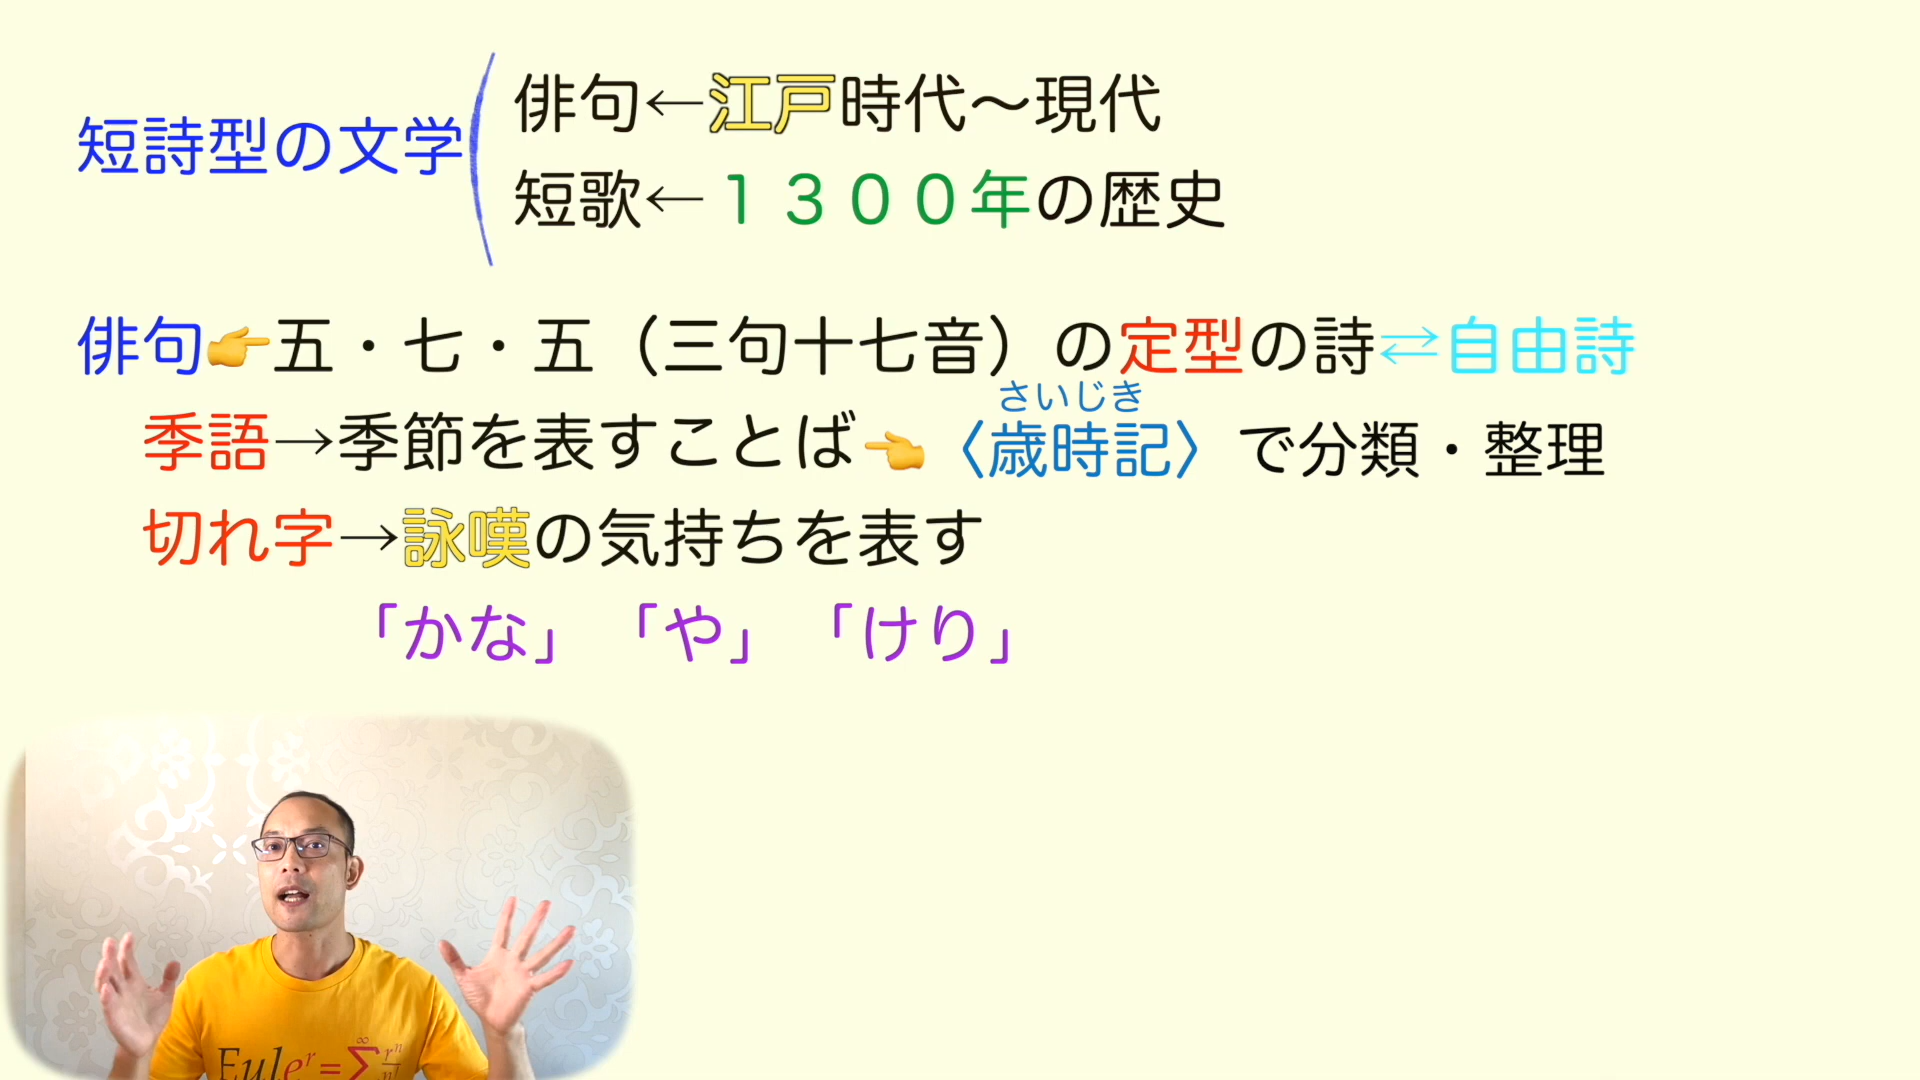 短詩型の文学
俳句←江戸時代～現代
短歌←１３００年の歴史
俳句👉五・七・五（三句十七音）の定型の詩⇄自由詩
さいじき
季語→季節を表すことば👈〈歳時記〉で分類・整理
切れ字→詠嘆の気持ちを表す
「かな」「や」「けり」
Euler=∞∑rⁿ/n